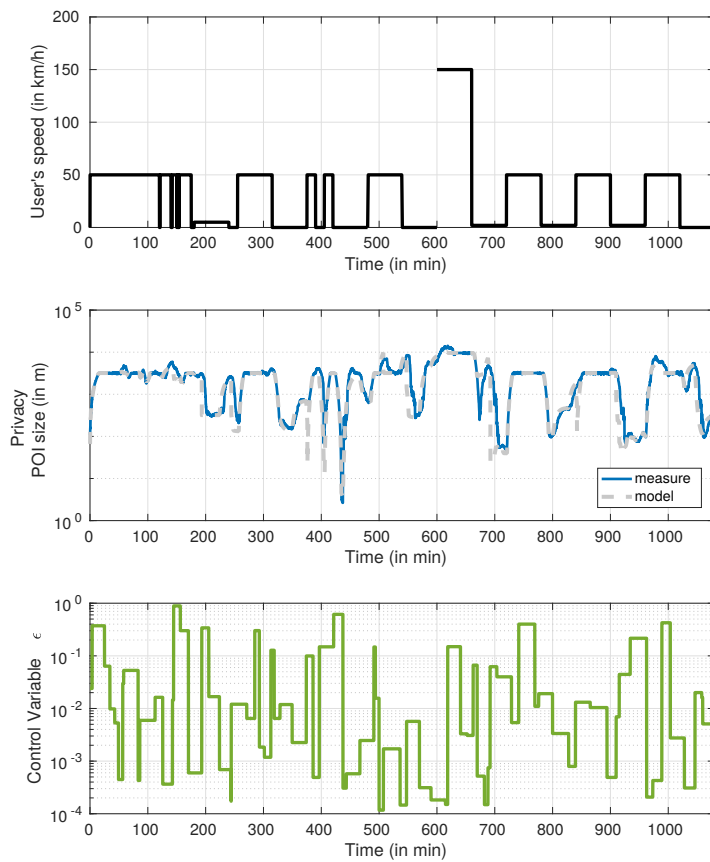 200
150
100
50
0
User's speed (in km/h)
0 100 200 300 400 500 600 700 800 900 1000
Time (in min)
10^5
10^0
Privacy
POI size (in m)
measure
model
0 100 200 300 400 500 600 700 800 900 1000
Time (in min)
10^0
10^-1
10^-2
10^-3
10^-4
Control Variable ϵ
0 100 200 300 400 500 600 700 800 900 1000
Time (in min)